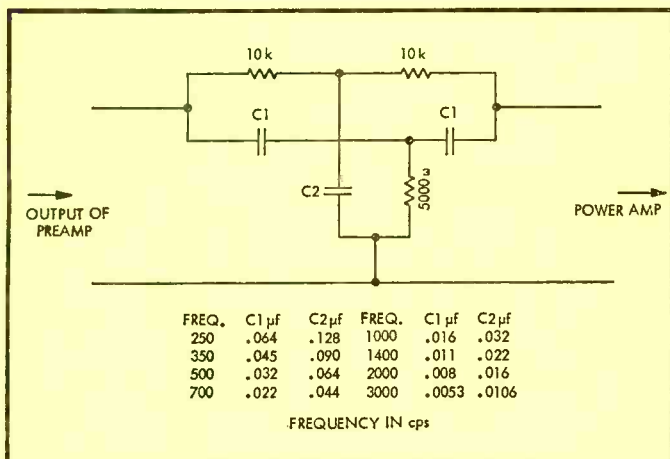 10k 10k
C1 C1
C2 5000Ω
OUTPUT OF
PREAMP
POWER AMP
FREQ. C1 μf C2 μf FREQ. C1 μf C2 μf
250 .064 .128 1000 .016 .032
350 .045 .090 1400 .011 .022
500 .032 .064 2000 .008 .016
700 .022 .044 3000 .0053 .0106
FREQUENCY IN cps